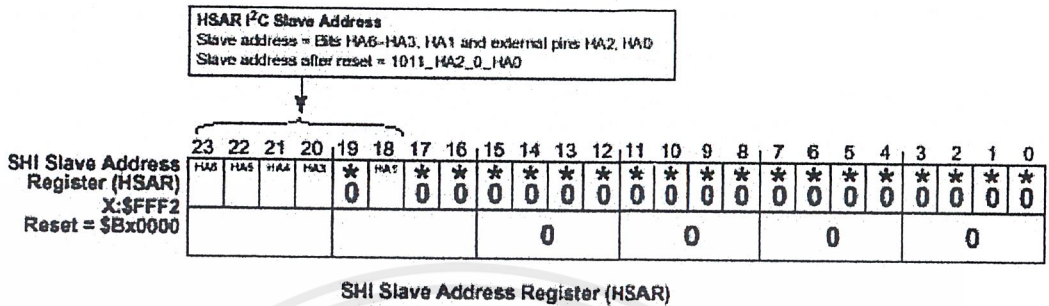 HSAR I²C Slave Address
Slave address = Bits HA6-HA3, HA1 and external pins HA2, HA0
Slave address after reset = 1011_HA2_0_HA0
23 22 21 20 19 18 17 16 15 14 13 12 11 10 9 8 7 6 5 4 3 2 1 0
SHI Slave Address
Register (HSAR)
X:$FFF2
Reset = $Bx0000
HA6 HA5 HA4 HA3 * HA1 * * * * * * * * * * * * * * * * * *
0 0 0 0 0 0 0 0 0 0 0 0 0 0 0 0 0 0 0
0 0 0 0
SHI Slave Address Register (HSAR)